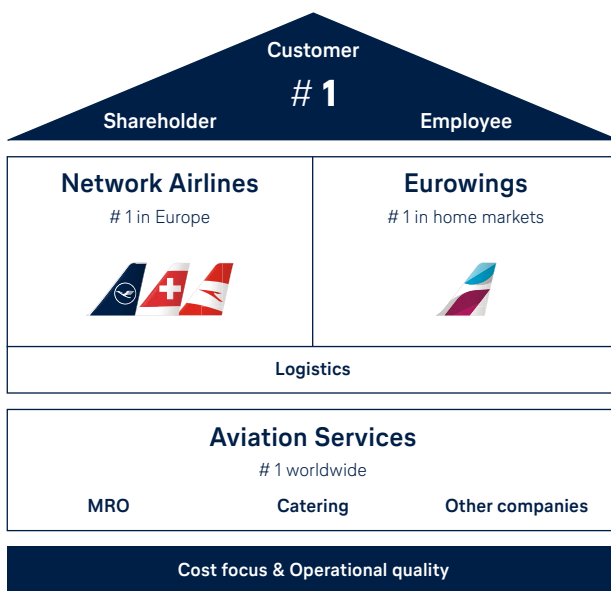 Customer
# 1
Shareholder Employee
Network Airlines
# 1 in Europe
Eurowings
# 1 in home markets
Logistics
Aviation Services
# 1 worldwide
MRO Catering Other companies
Cost focus & Operational quality